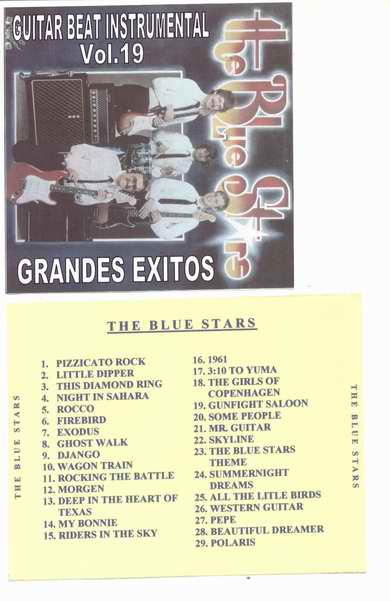 GUITAR BEAT INSTRUMENTAL
Vol.19
the Blue Stars
GRANDES EXITOS
THE BLUE STARS
THE BLUE STARS
1. PIZZICATO ROCK
2. LITTLE DIPPER
3. THIS DIAMOND RING
4. NIGHT IN SAHARA
5. ROCCO
6. FIREBIRD
7. EXODUS
8. GHOST WALK
9. DJANGO
10. WAGON TRAIN
11. ROCKING THE BATTLE
12. MORGEN
13. DEEP IN THE HEART OF
TEXAS
14. MY BONNIE
15. RIDERS IN THE SKY
16. 1961
17. 3:10 TO YUMA
18. THE GIRLS OF
COPENHAGEN
19. GUNFIGHT SALOON
20. SOME PEOPLE
21. MR. GUITAR
22. SKYLINE
23. THE BLUE STARS
THEME
24. SUMMERNIGHT
DREAMS
25. ALL THE LITLE BIRDS
26. WESTERN GUITAR
27. PEPE
28. BEAUTIFUL DREAMER
29. POLARIS
THE BLUE STARS